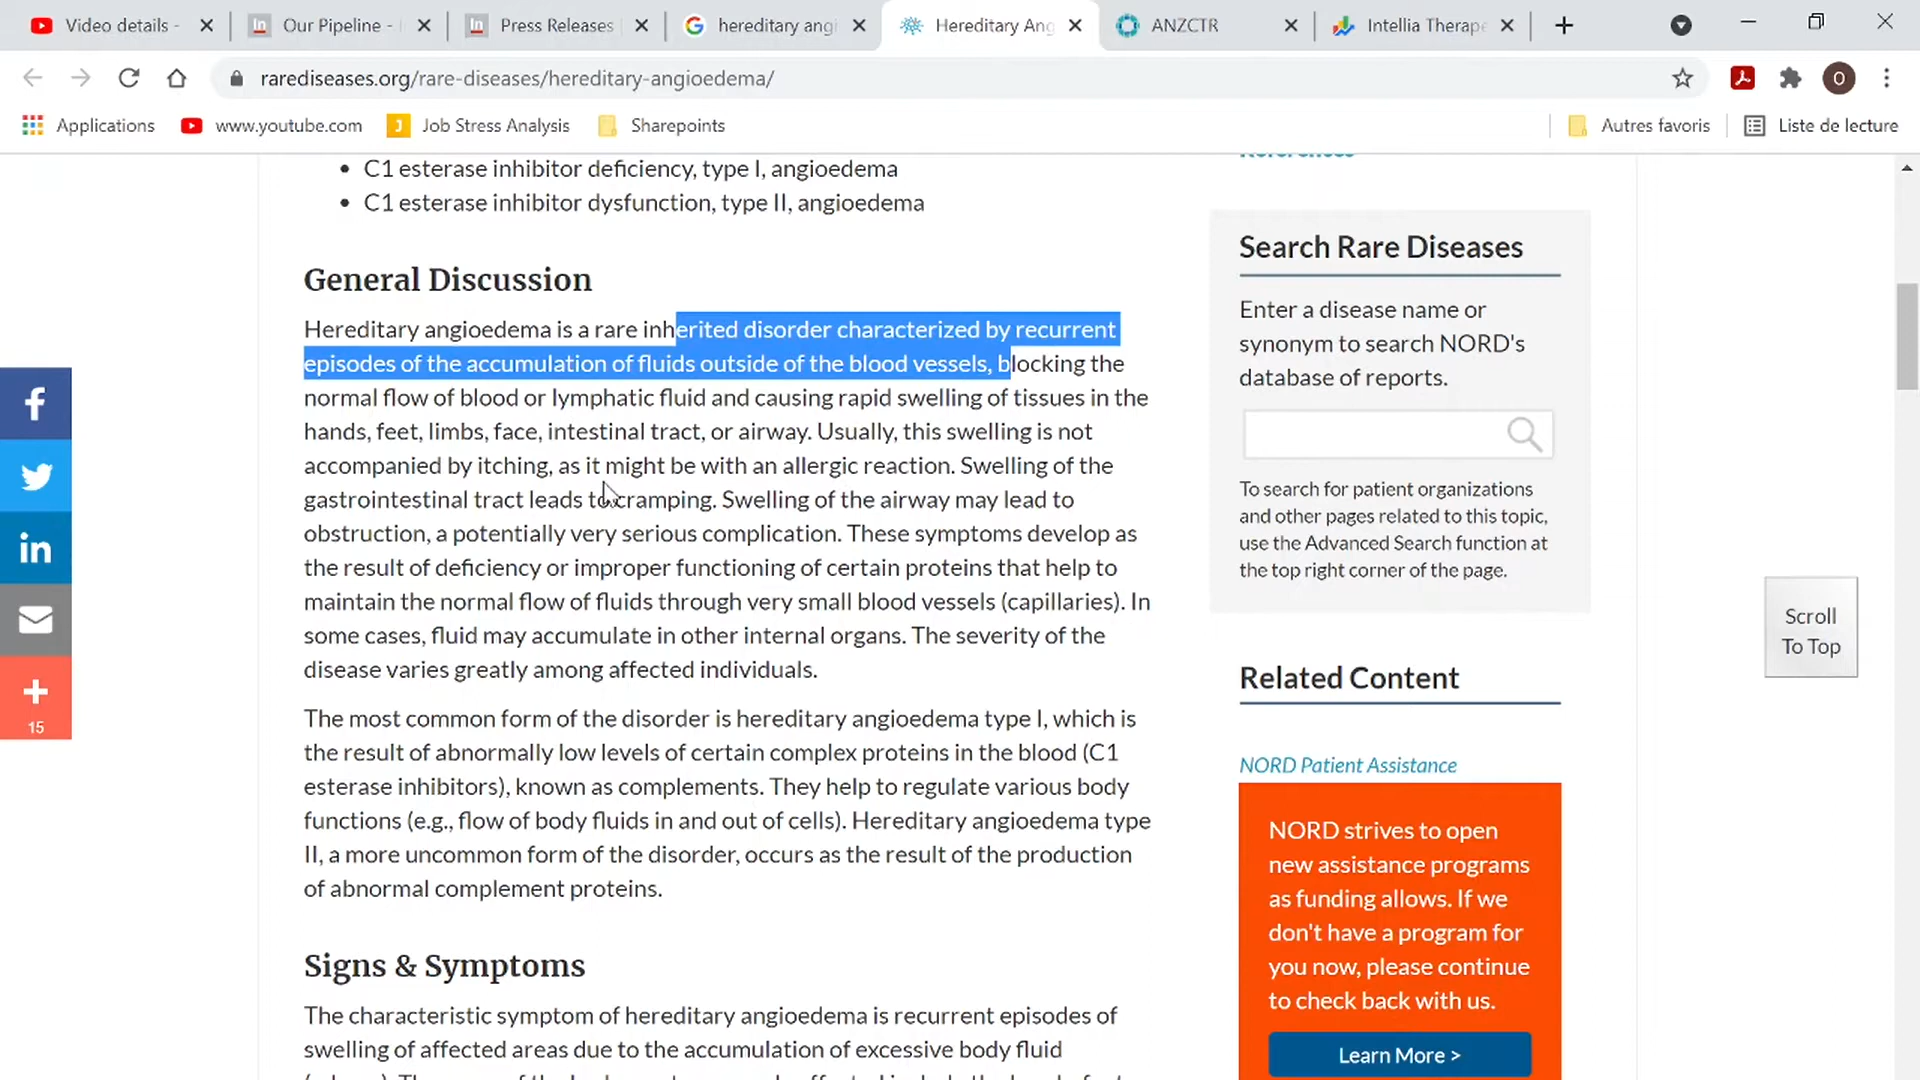 Video details -
Our Pipeline -
Press Releases
hereditary angi
Hereditary Ang
ANZCTR
Intellia Therape
rarediseases.org/rare-diseases/hereditary-angioedema/
O
Applications
www.youtube.com
Job Stress Analysis
Sharepoints
Autres favoris
Liste de lecture
C1 esterase inhibitor deficiency, type I, angioedema
C1 esterase inhibitor dysfunction, type II, angioedema
General Discussion
Hereditary angioedema is a rare inherited disorder characterized by recurrent
episodes of the accumulation of fluids outside of the blood vessels, blocking the
normal flow of blood or lymphatic fluid and causing rapid swelling of tissues in the
hands, feet, limbs, face, intestinal tract, or airway. Usually, this swelling is not
accompanied by itching, as it might be with an allergic reaction. Swelling of the
gastrointestinal tract leads to cramping. Swelling of the airway may lead to
obstruction, a potentially very serious complication. These symptoms develop as
the result of deficiency or improper functioning of certain proteins that help to
maintain the normal flow of fluids through very small blood vessels (capillaries). In
some cases, fluid may accumulate in other internal organs. The severity of the
disease varies greatly among affected individuals.
The most common form of the disorder is hereditary angioedema type I, which is
the result of abnormally low levels of certain complex proteins in the blood (C1
esterase inhibitors), known as complements. They help to regulate various body
functions (e.g., flow of body fluids in and out of cells). Hereditary angioedema type
II, a more uncommon form of the disorder, occurs as the result of the production
of abnormal complement proteins.
Signs & Symptoms
The characteristic symptom of hereditary angioedema is recurrent episodes of
swelling of affected areas due to the accumulation of excessive body fluid
Search Rare Diseases
Enter a disease name or
synonym to search NORD's
database of reports.
To search for patient organizations
and other pages related to this topic,
use the Advanced Search function at
the top right corner of the page.
Related Content
NORD Patient Assistance
NORD strives to open
new assistance programs
as funding allows. If we
don't have a program for
you now, please continue
to check back with us.
Learn More >
Scroll
To Top
15